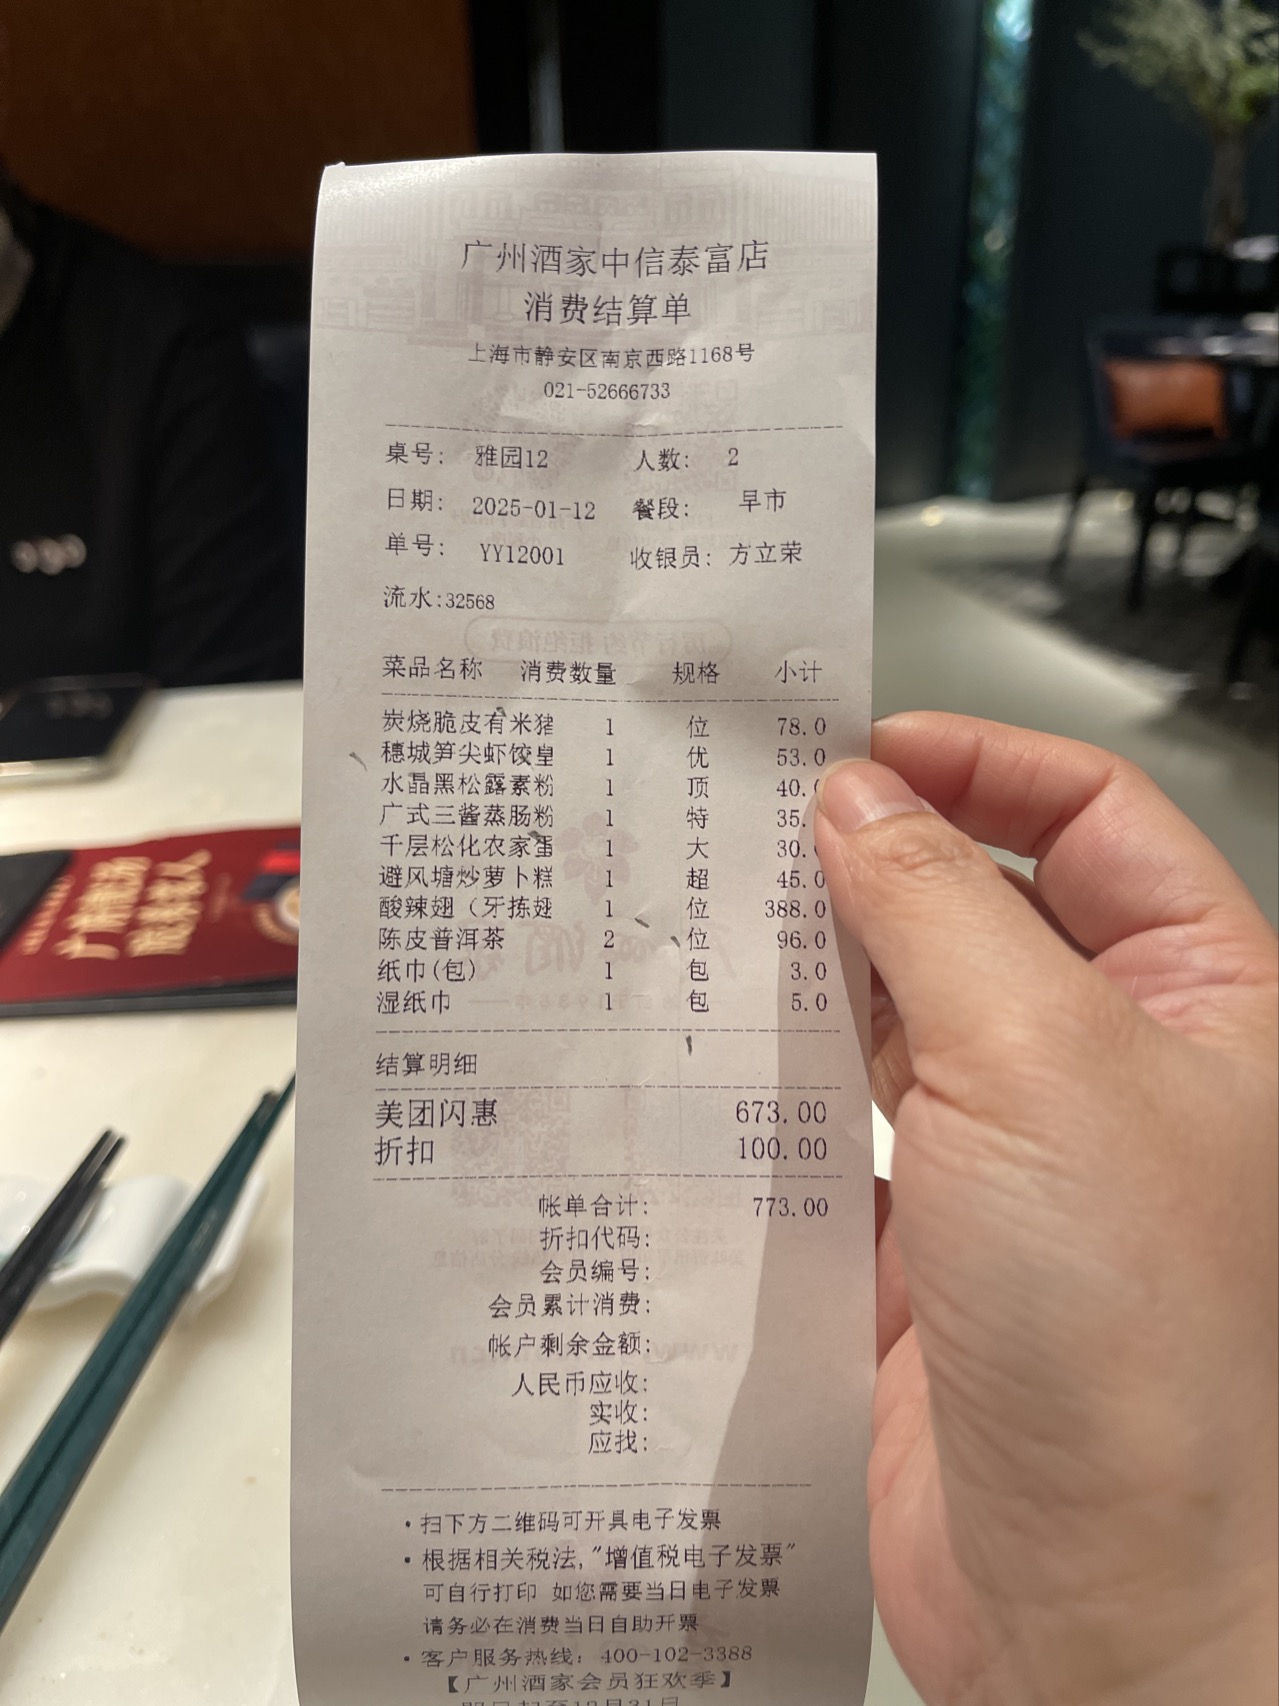 广州酒家中信泰富店
消费结算单
上海市静安区南京西路1168号
021-52666733
桌号: 雅园12 人数: 2
日期: 2025-01-12 餐段: 早市
单号: YY12001 收银员: 方立荣
流水:32568
菜品名称 消费数量 规格 小计
炭烧脆皮有米猪 1 位 78.0
穗城笋尖虾饺皇 1 优 53.0
水晶黑松露素粉 1 顶 40.
广式三酱蒸肠粉 1 特 35.
千层松化农家蛋 1 大 30.
避风塘炒萝卜糕 1 超 45.0
酸辣翅（牙拣翅 1 位 388.0
陈皮普洱茶 2 位 96.0
纸巾(包) 1 包 3.0
湿纸巾 1 包 5.0
结算明细
美团闪惠 673.00
折扣 100.00
帐单合计: 773.00
折扣代码:
会员编号:
会员累计消费:
帐户剩余金额:
人民币应收:
实收:
应找:
·扫下方二维码可开具电子发票
·根据相关税法,"增值税电子发票"
可自行打印 如您需要当日电子发票
请务必在消费当日自助开票
·客户服务热线: 400-102-3388
【广州酒家会员狂欢季】